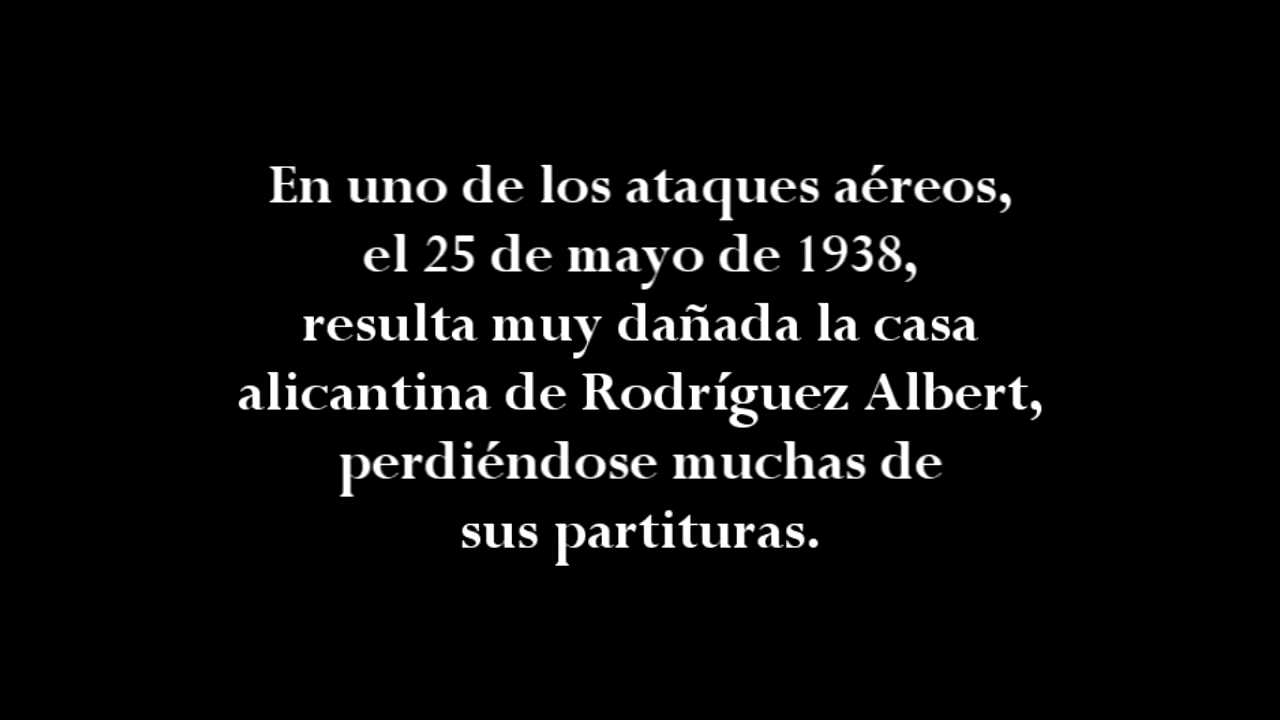 En uno de los ataques aéreos,
el 25 de mayo de 1938,
resulta muy dañada la casa
alicantina de Rodríguez Albert,
perdiéndose muchas de
sus partituras.